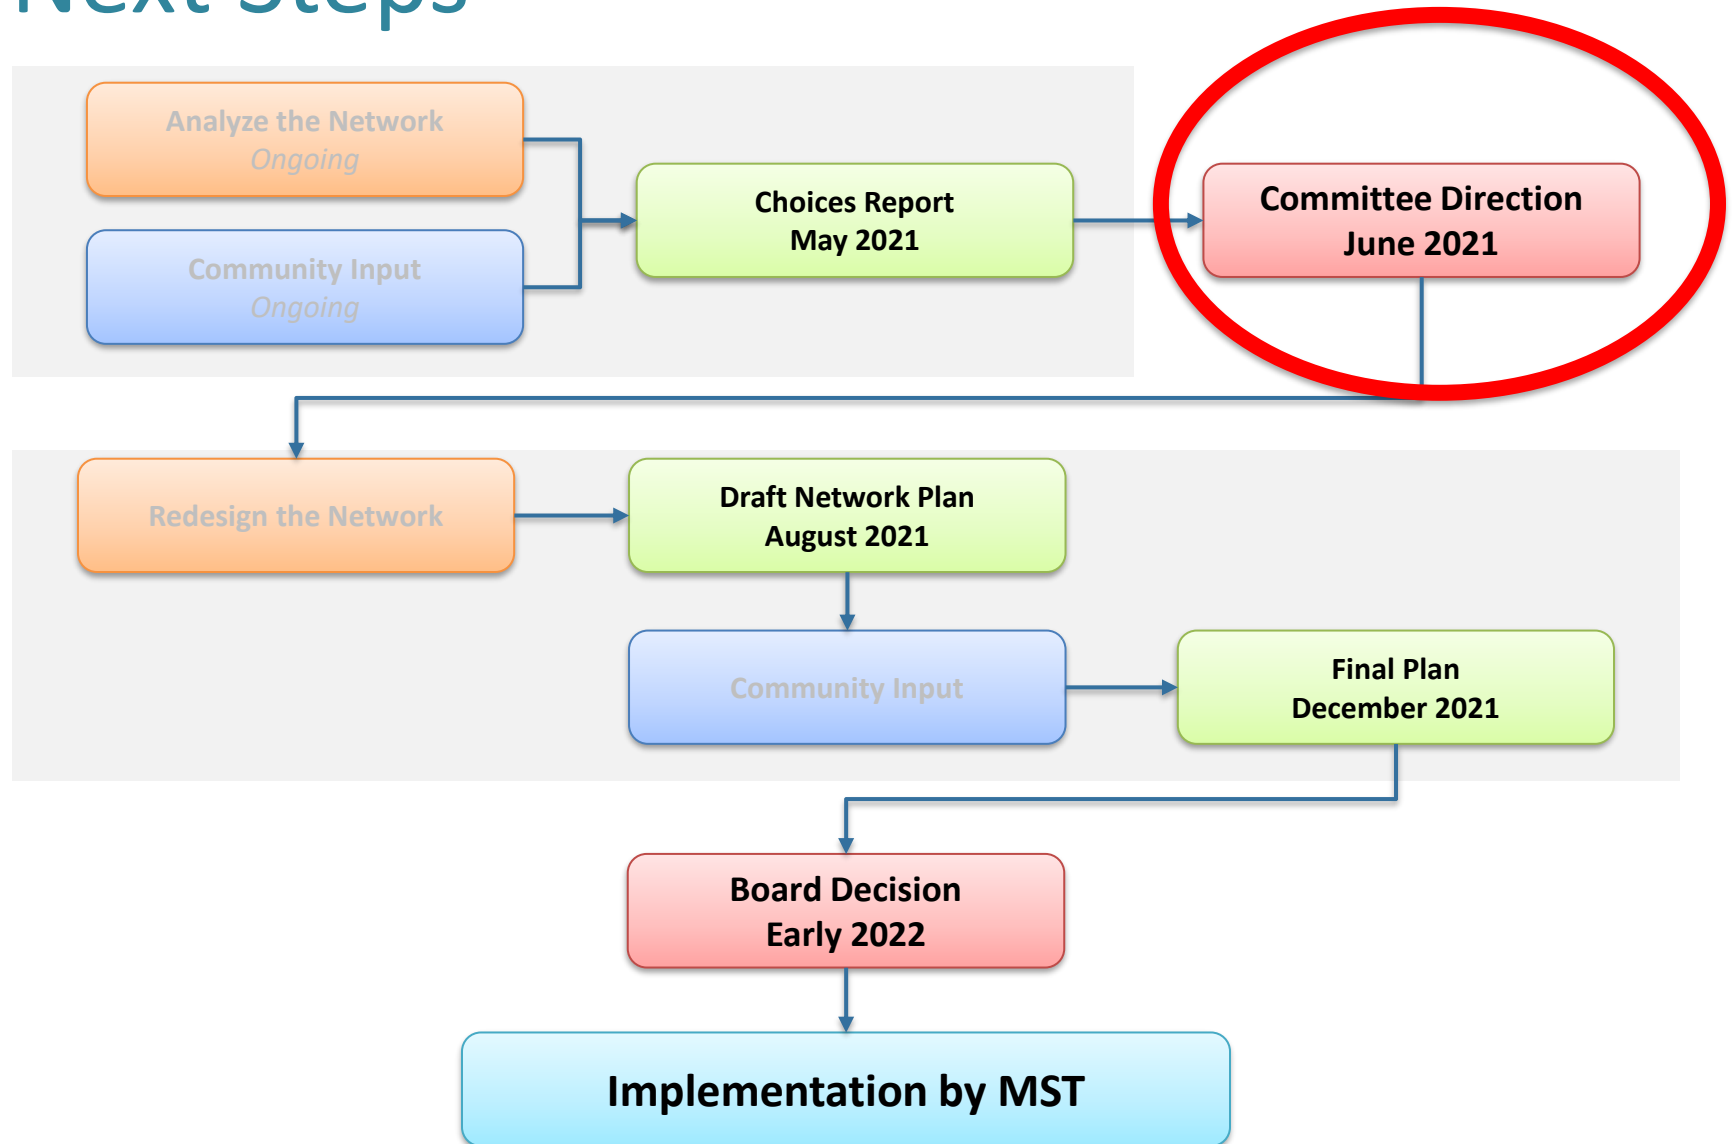 Next Steps
Analyze the Network
Ongoing
Community Input
Ongoing
Choices Report
May 2021
Committee Direction
June 2021
Redesign the Network
Draft Network Plan
August 2021
Community Input
Final Plan
December 2021
Board Decision
Early 2022
Implementation by MST